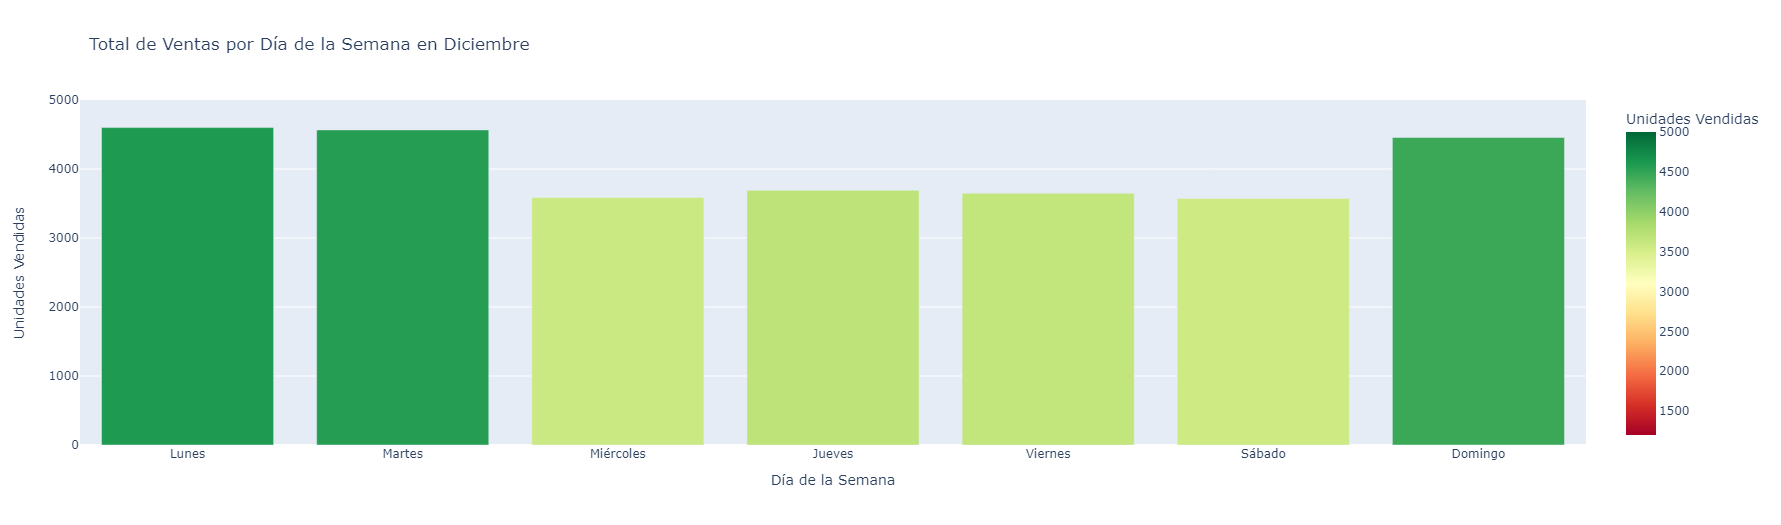 Total de Ventas por Día de la Semana en Diciembre
Unidades Vendidas
5000
4000
3000
2000
1000
0
Lunes
Martes
Miércoles
Jueves
Viernes
Sábado
Domingo
Día de la Semana
Unidades Vendidas
5000
4500
4000
3500
3000
2500
2000
1500